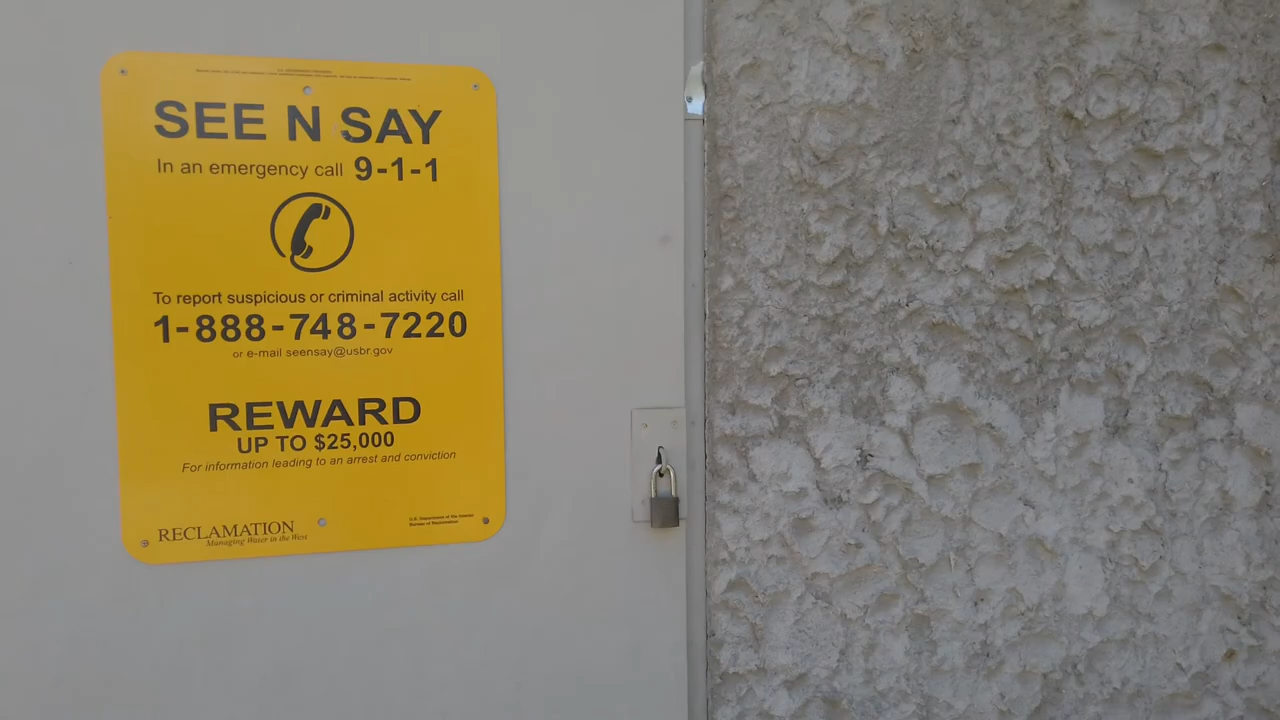 SEE N SAY
In an emergency call 9-1-1
To report suspicious or criminal activity call
1-888-748-7220
or e-mail seensay@usbr.gov
REWARD
UP TO $25,000
For information leading to an arrest and conviction
RECLAMATION
Managing Water in the West
U.S. Department of the Interior
Bureau of Reclamation